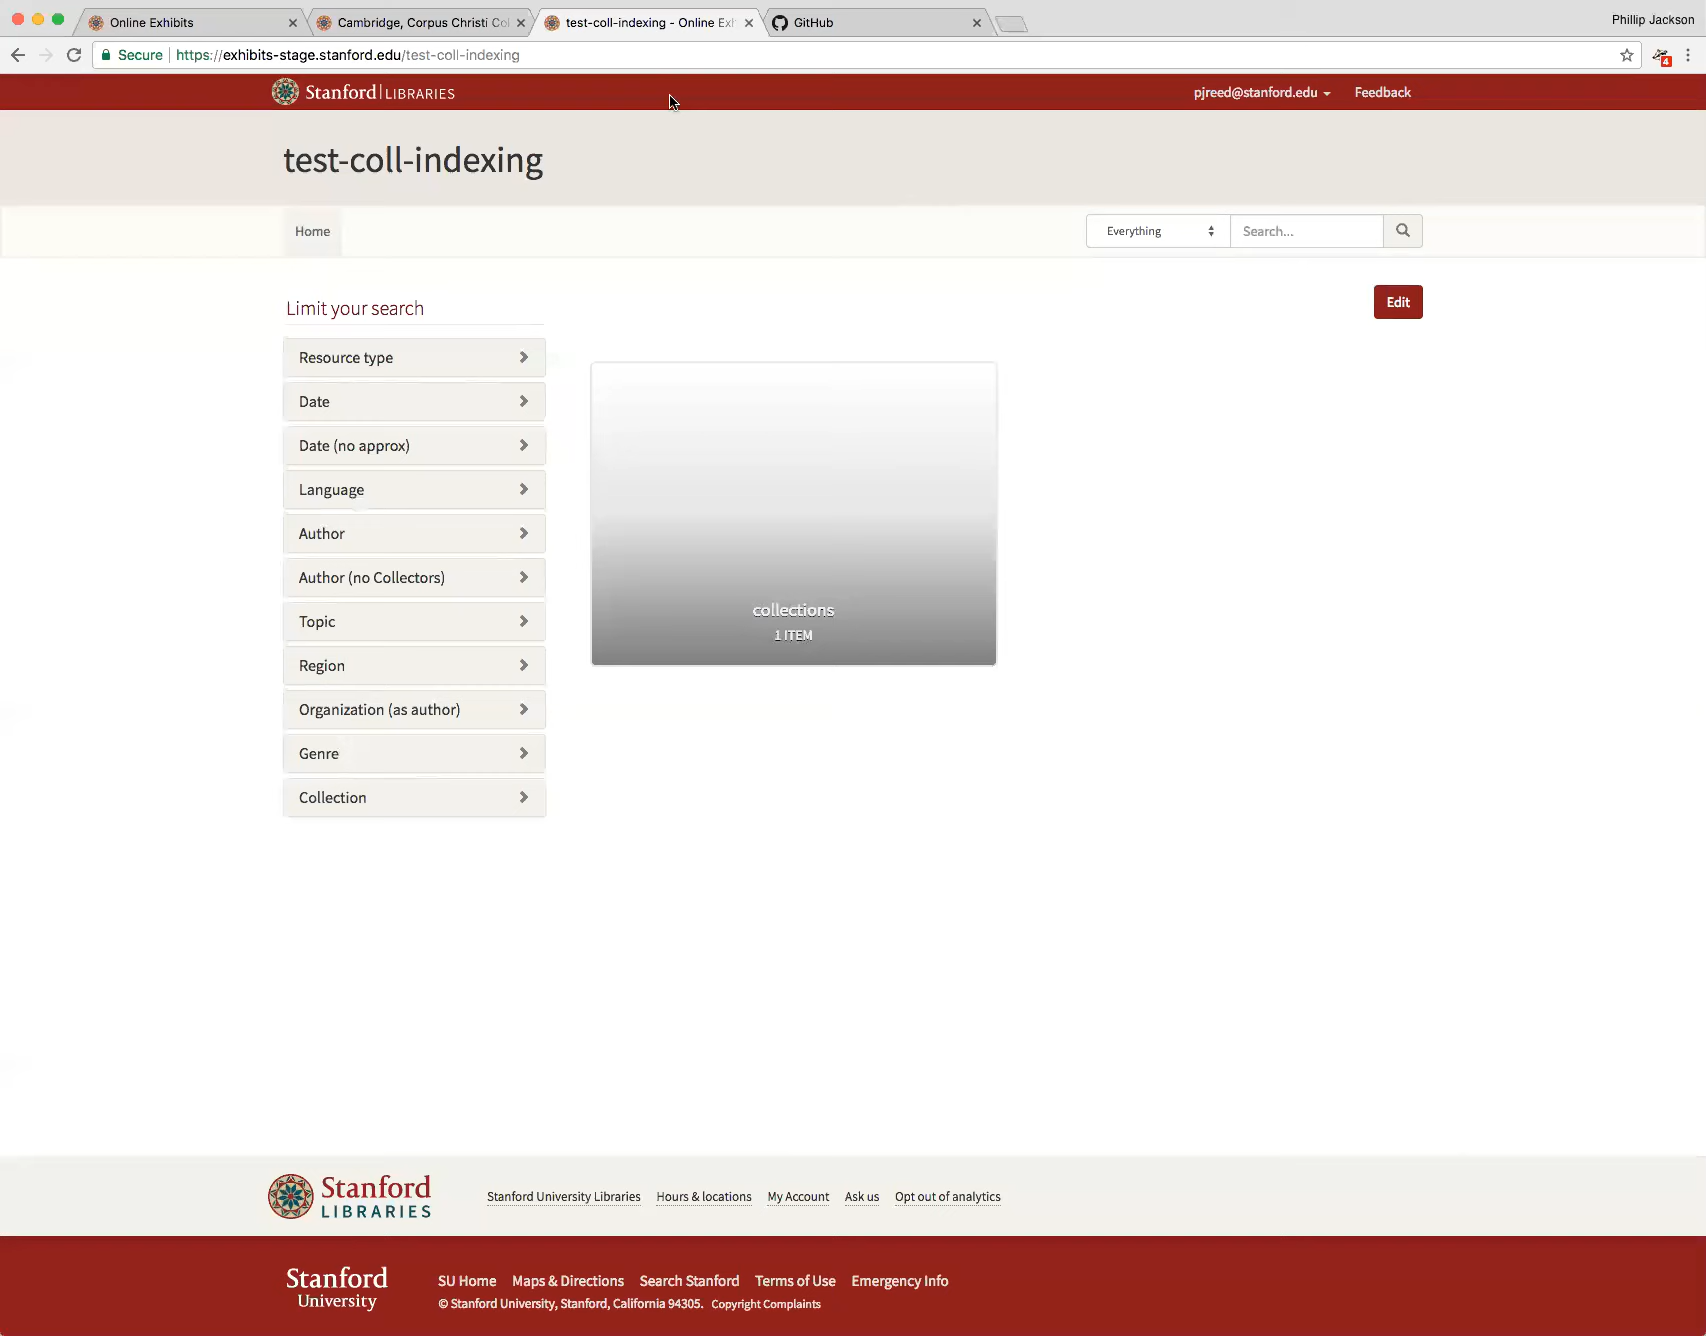 Online Exhibits
Cambridge, Corpus Christi Co
test-coll-indexing - Online Exh
GitHub
Phillip Jackson
Secure
https://exhibits-stage.stanford.edu/test-coll-indexing
4
Stanford LIBRARIES
pjreed@stanford.edu
Feedback
test-coll-indexing
Home
Everything
Search...
Limit your search
Edit
Resource type
Date
Date (no approx)
Language
Author
Author (no Collectors)
Topic
Region
Organization (as author)
Genre
Collection
collections
1 ITEM
Stanford
LIBRARIES
Stanford University Libraries
Hours & locations
My Account
Ask us
Opt out of analytics
Stanford
University
SU Home
Maps & Directions
Search Stanford
Terms of Use
Emergency Info
© Stanford University, Stanford, California 94305.
Copyright Complaints